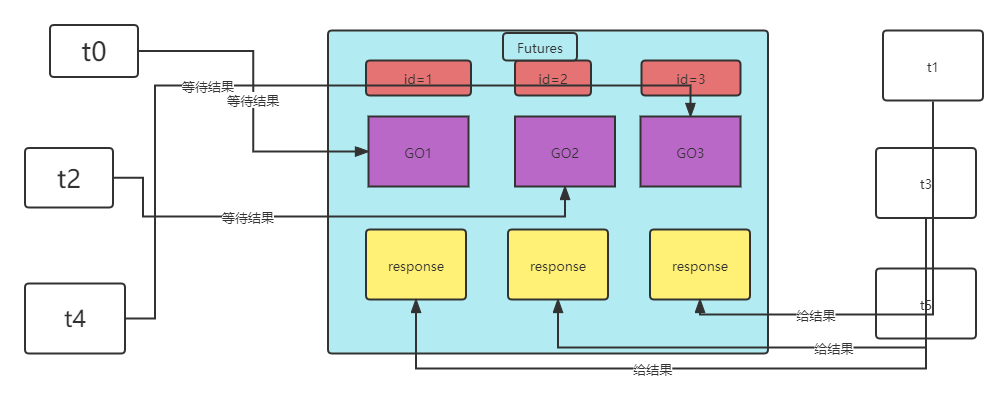 t0
Futures
t1
id=1
id=2
id=3
等待结果
等待结果
GO1
GO2
GO3
t2
t3
等待结果
response
response
response
t4
t5
给结果
给结果
给结果